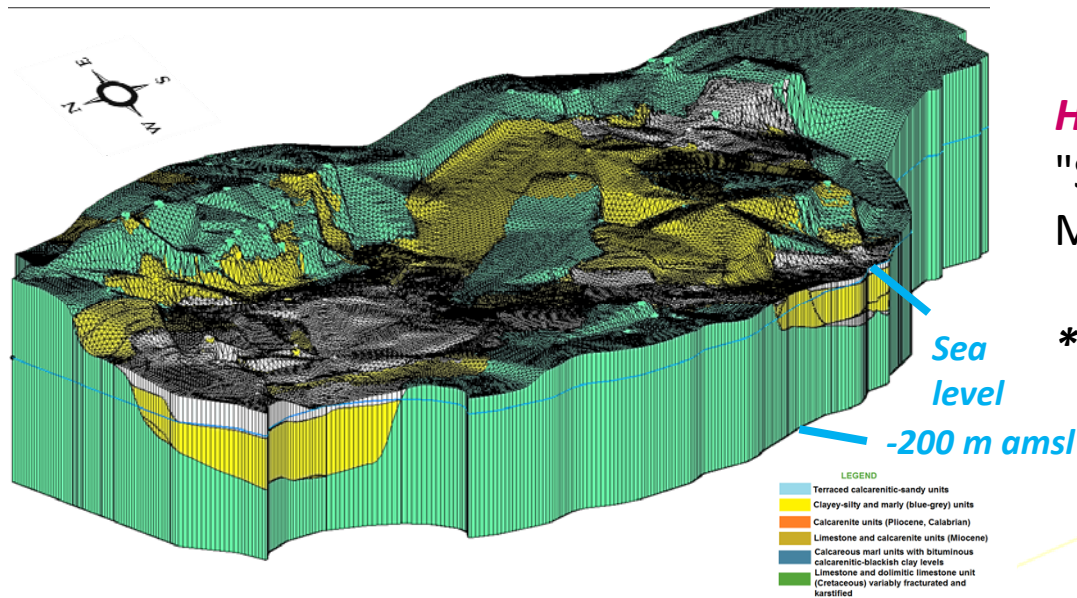 E
S
N
W
H
"S
M
*
Sea
level
-200 m amsl
LEGEND
Terraced calcarenitic-sandy units
Clayey-silty and marly (blue-grey) units
Calcarenite units (Pliocene, Calabrian)
Limestone and calcarenite units (Miocene)
Calcareous marl units with bituminous
calcarenitic-blackish clay levels
Limestone and dolimitic limestone unit
(Cretaceous) variably fracturated and
karstified